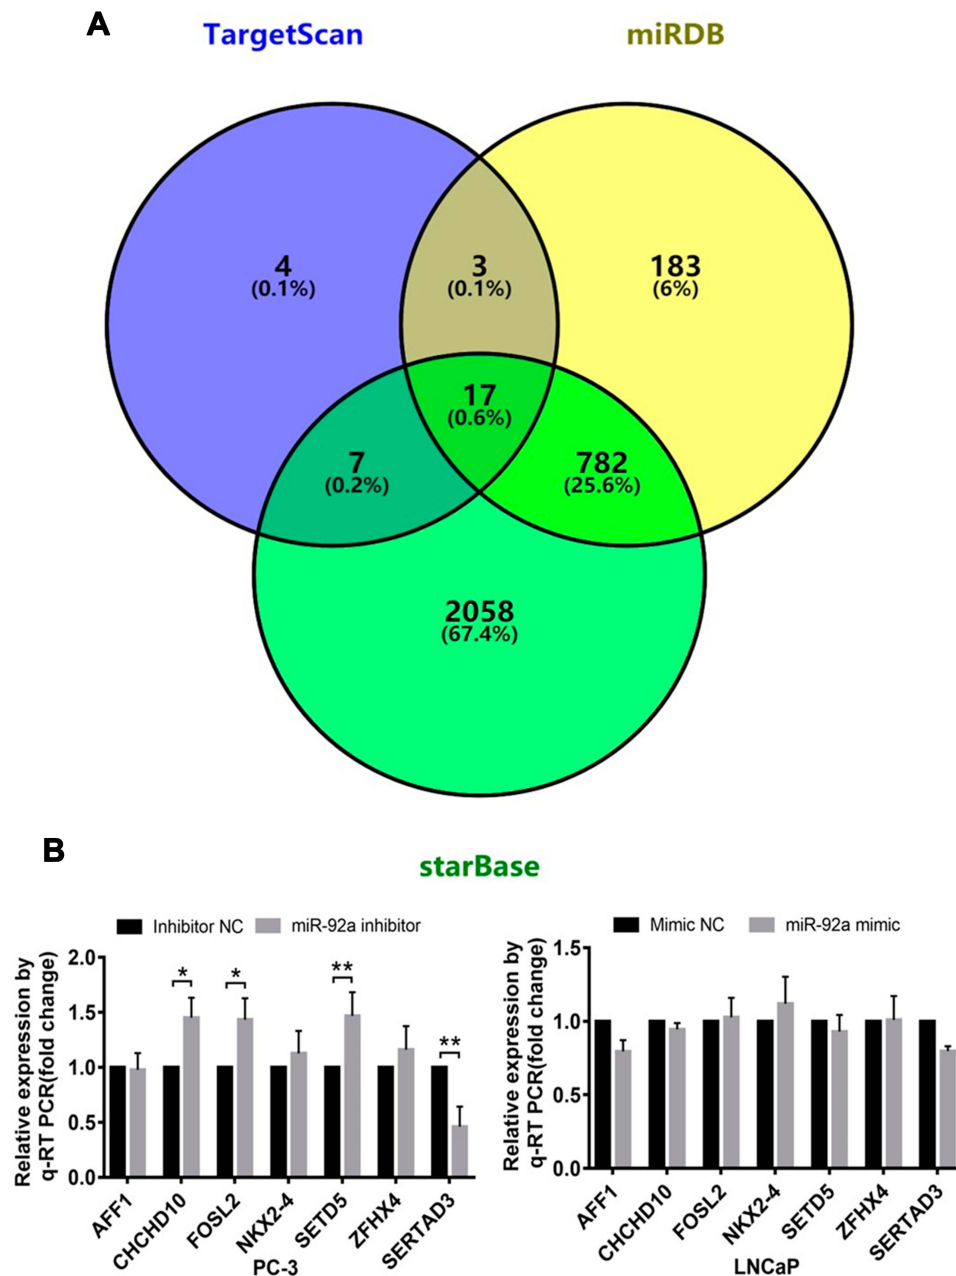 A
TargetScan
miRDB
4
(0.1%)
3
(0.1%)
183
(6%)
17
(0.6%)
7
(0.2%)
782
(25.6%)
2058
(67.4%)
B
starBase
Inhibitor NC miR-92a inhibitor
Relative expression by
q-RT PCR(fold change)
2.0
1.5
1.0
0.5
0.0
*
*
**
**
AFF1
CHCHD10
FOSL2
NKX2-4
SETD5
ZFHX4
SERTAD3
PC-3
Mimic NC miR-92a mimic
Relative expression by
q-RT PCR(fold change)
1.5
1.0
0.5
0.0
AFF1
CHCHD10
FOSL2
NKX2-4
SETD5
ZFHX4
SERTAD3
LNCaP